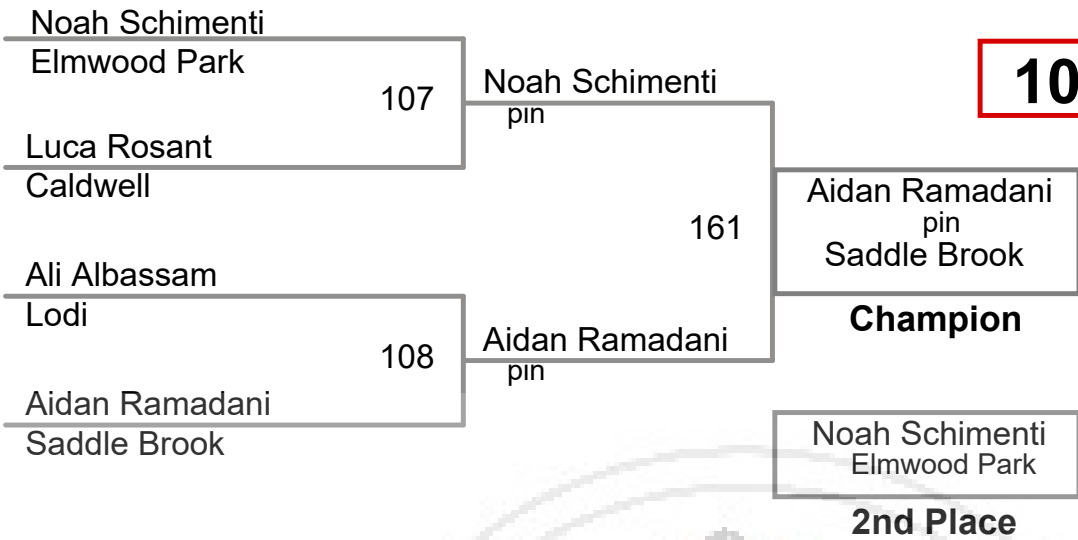 Noah Schimenti
Elmwood Park
107
Luca Rosant
Caldwell
Noah Schimenti
pin
Ali Albassam
Lodi
108
Aidan Ramadani
Saddle Brook
Aidan Ramadani
pin
161
10
Aidan Ramadani
pin
Saddle Brook
Champion
Noah Schimenti
Elmwood Park
2nd Place